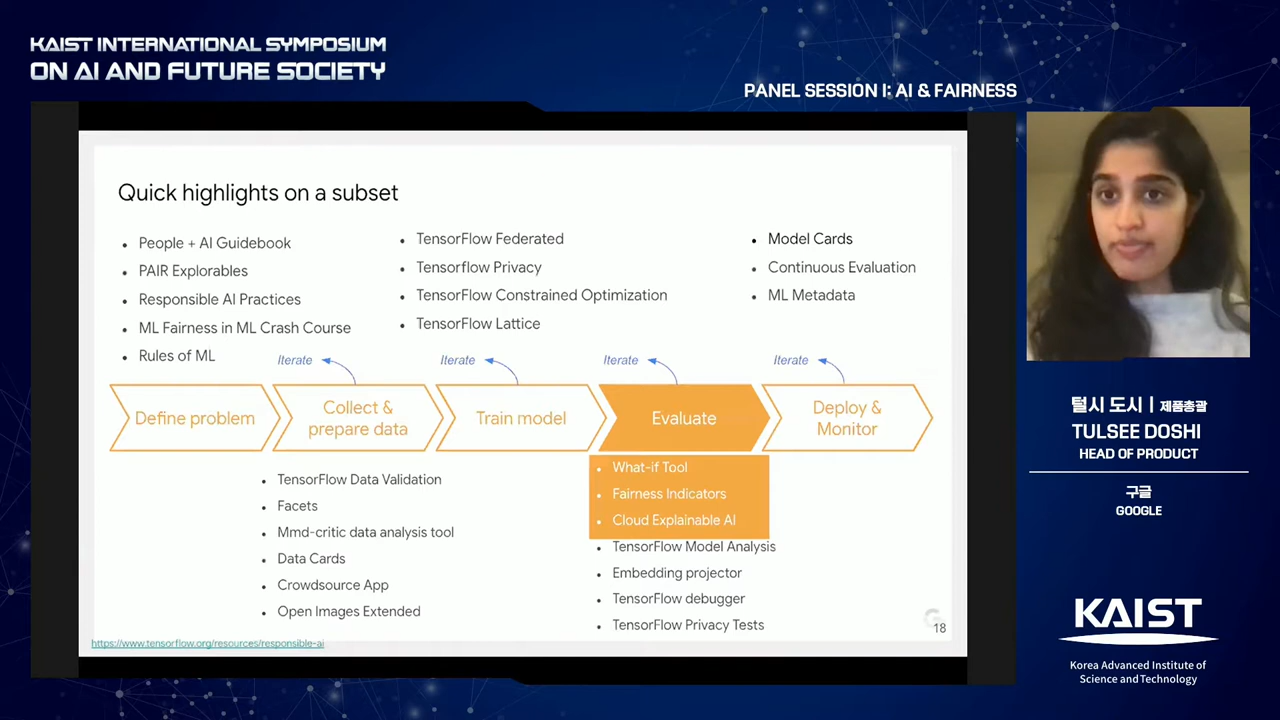 KAIST INTERNATIONAL SYMPOSIUM
ON AI AND FUTURE SOCIETY
PANEL SESSION I: AI & FAIRNESS
Quick highlights on a subset
• People + AI Guidebook
• PAIR Explorables
• Responsible AI Practices
• ML Fairness in ML Crash Course
• Rules of ML
• TensorFlow Federated
• Tensorflow Privacy
• TensorFlow Constrained Optimization
• TensorFlow Lattice
• Model Cards
• Continuous Evaluation
• ML Metadata
Iterate
Iterate
Iterate
Iterate
Define problem
Collect &
prepare data
Train model
Evaluate
Deploy &
Monitor
• TensorFlow Data Validation
• Facets
• Mmd-critic data analysis tool
• Data Cards
• Crowdsource App
• Open Images Extended
• What-if Tool
• Fairness Indicators
• Cloud Explainable AI
• TensorFlow Model Analysis
• Embedding projector
• TensorFlow debugger
• TensorFlow Privacy Tests
https://www.tensorflow.org/resources/responsible-ai
G
18
털시 도시 | 제품총괄
TULSEE DOSHI
HEAD OF PRODUCT
구글
GOOGLE
KAIST
Korea Advanced Institute of
Science and Technology